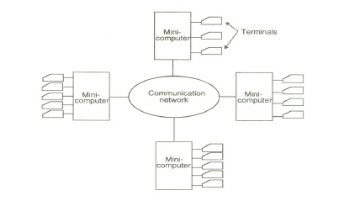 Mini-
computer
Terminals
Mini-
computer
Communication
network
Mini-
computer
Mini-
computer